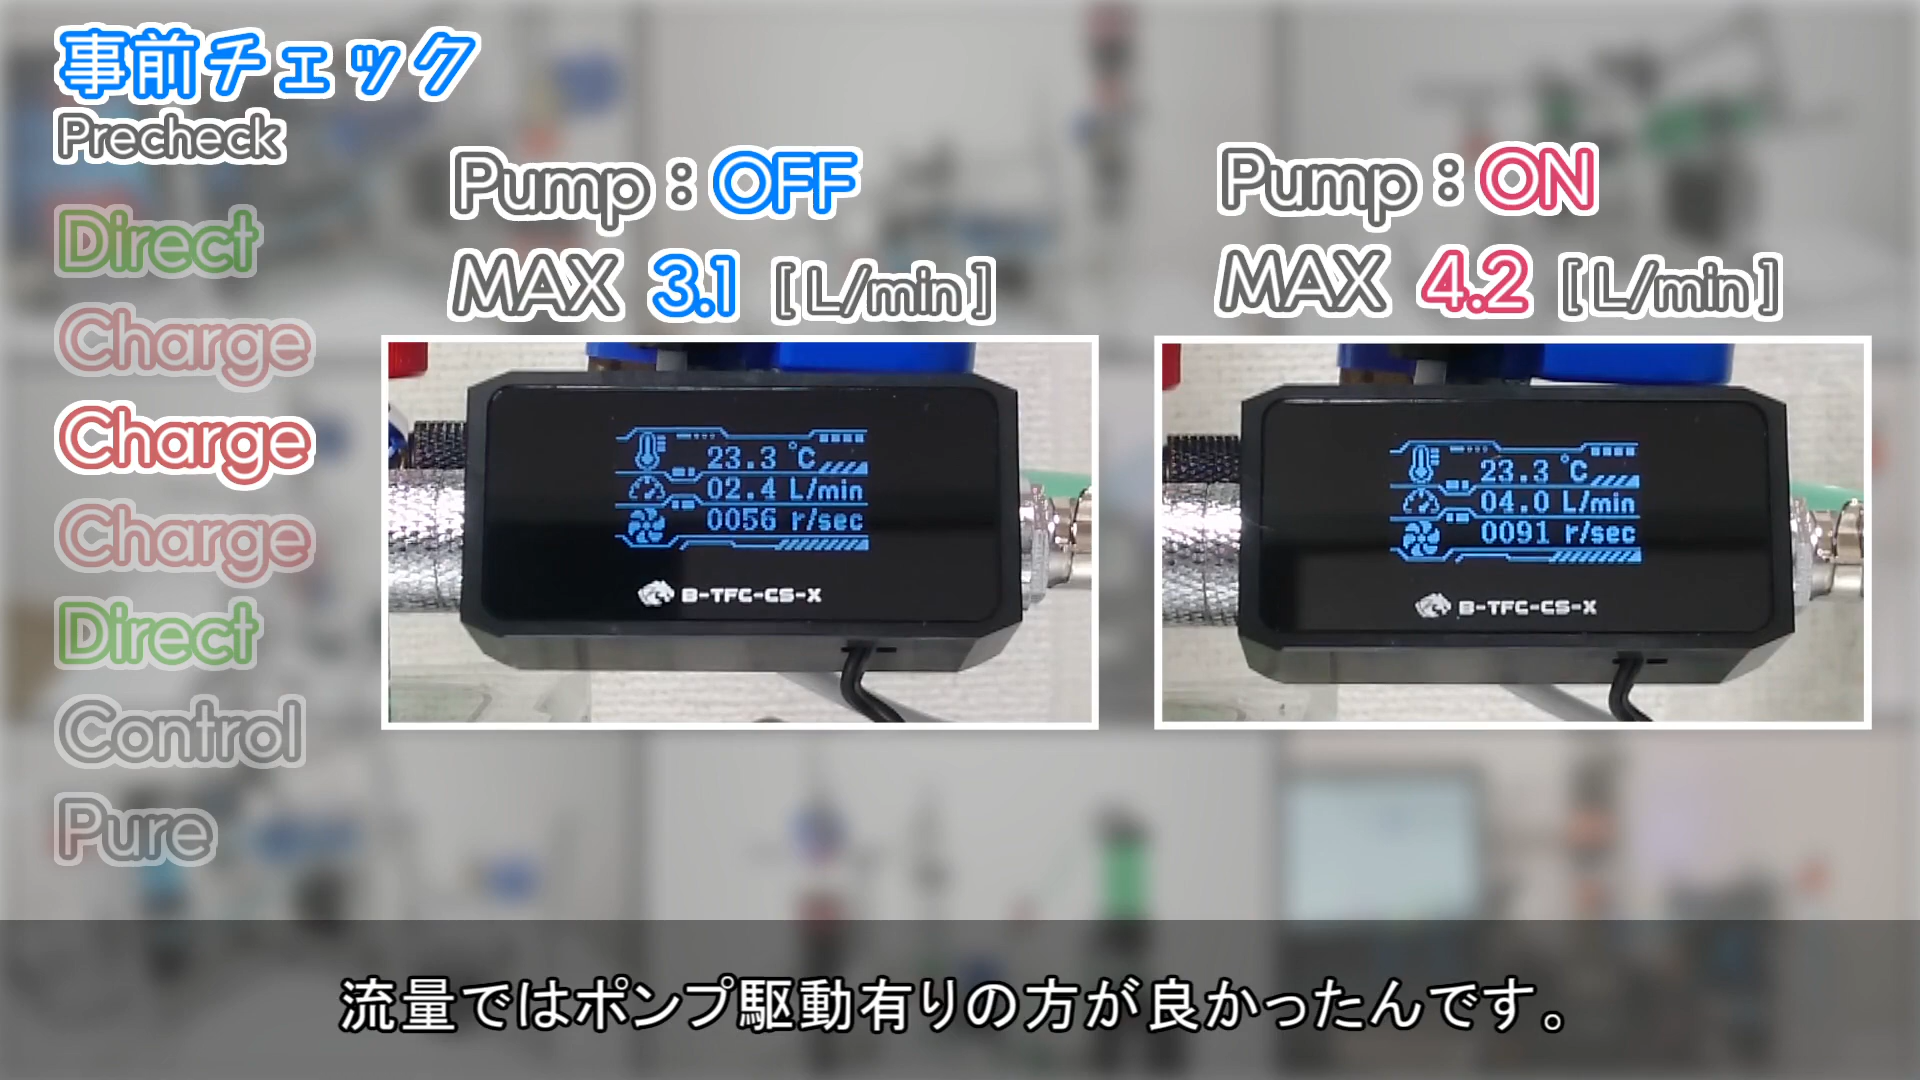 事前チェック
Precheck
Direct
Charge
Charge
Charge
Direct
Control
Pure
Pump : OFF
MAX 3.1 [L/min]
23.3 ℃
02.4 L/min
0056 r/sec
B-TFC-CS-X
Pump : ON
MAX 4.2 [L/min]
23.3 ℃
04.0 L/min
0091 r/sec
B-TFC-CS-X
流量ではポンプ駆動有りの方が良かったんです。